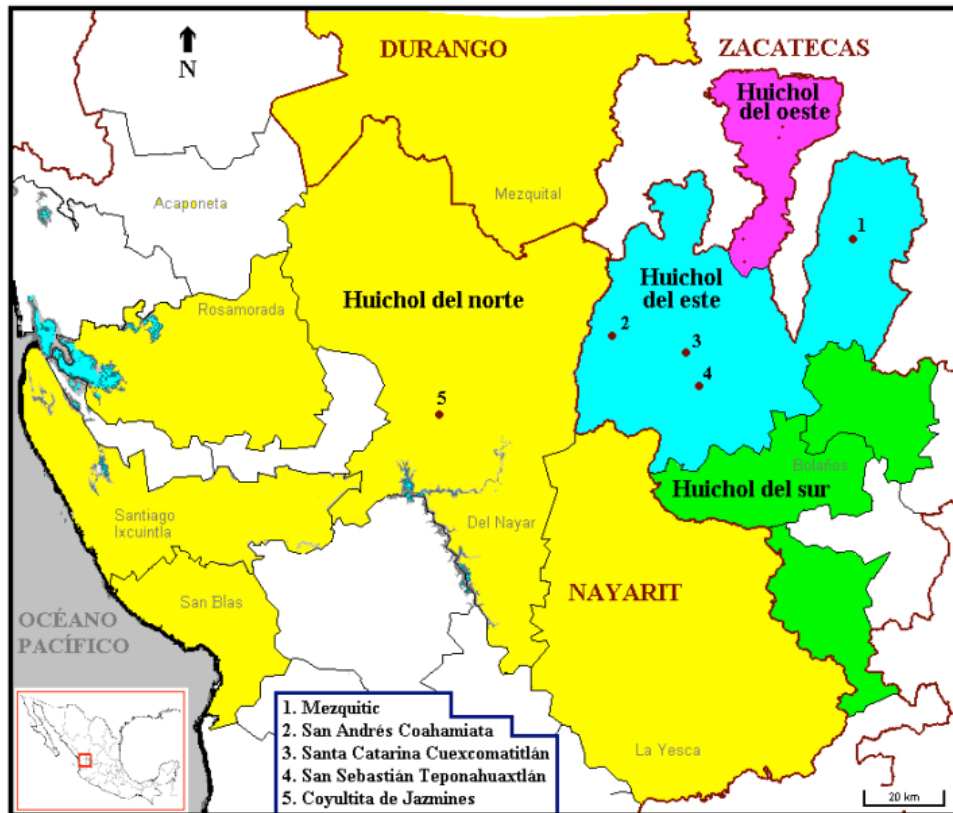 DURANGO
ZACATECAS
N
Huichol
del oeste
Mezquital
Acaponeta
1
Huichol
del este
Rosamorada
Huichol del norte
2
3
4
5
Bolaños
Huichol del sur
Santiago
Ixcuintla
Del Nayar
San Blas
NAYARIT
OCÉANO
PACÍFICO
La Yesca
1. Mezquitic
2. San Andrés Coahamiata
3. Santa Catarina Cuexcomatitlán
4. San Sebastián Teponahuaxtlán
5. Coyultita de Jazmines
20 km